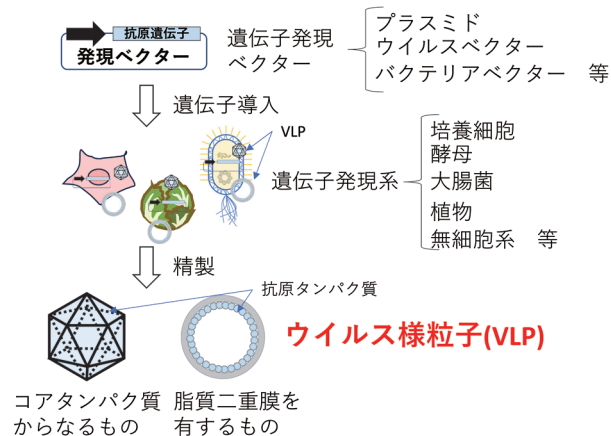 抗原遺伝子
発現ベクター
遺伝子発現
ベクター
プラスミド
ウイルスベクター
バクテリアベクター　等
遺伝子導入
VLP
遺伝子発現系
培養細胞
酵母
大腸菌
植物
無細胞系　等
精製
抗原タンパク質
ウイルス様粒子(VLP)
コアタンパク質
からなるもの
脂質二重膜を
有するもの